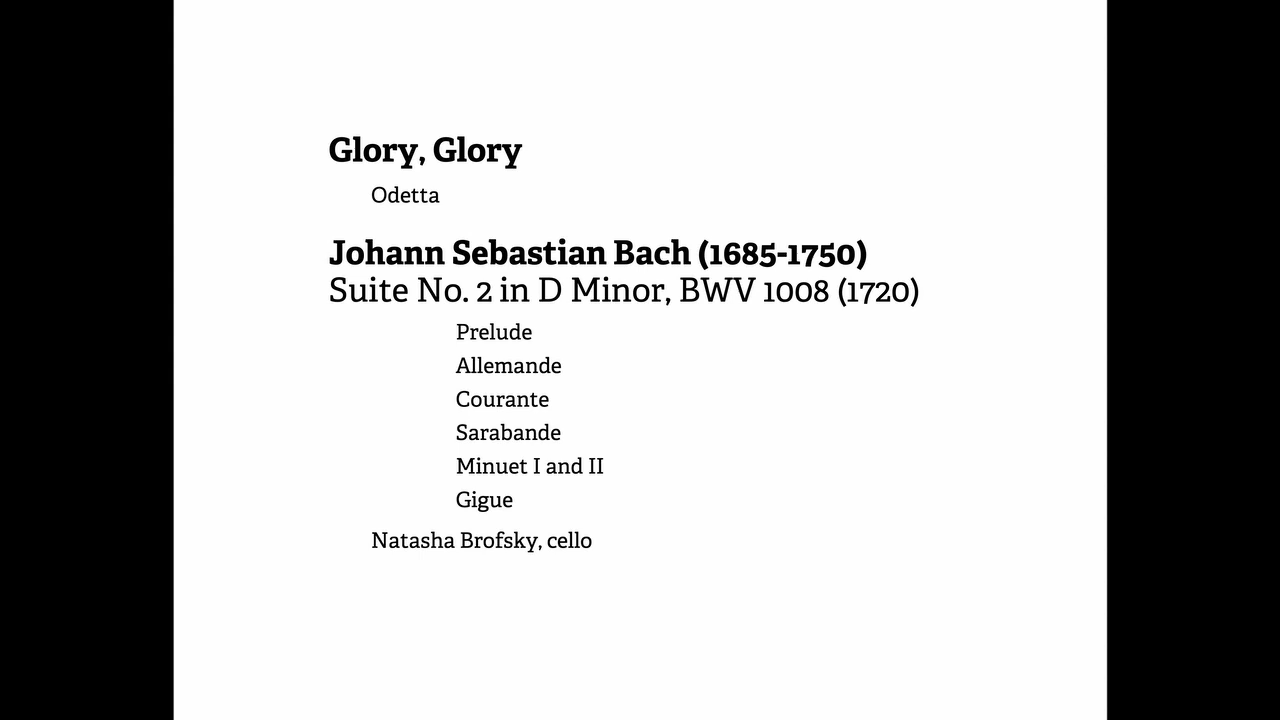 Glory, Glory
Odetta
Johann Sebastian Bach (1685-1750)
Suite No. 2 in D Minor, BWV 1008 (1720)
Prelude
Allemande
Courante
Sarabande
Minuet I and II
Gigue
Natasha Brofsky, cello